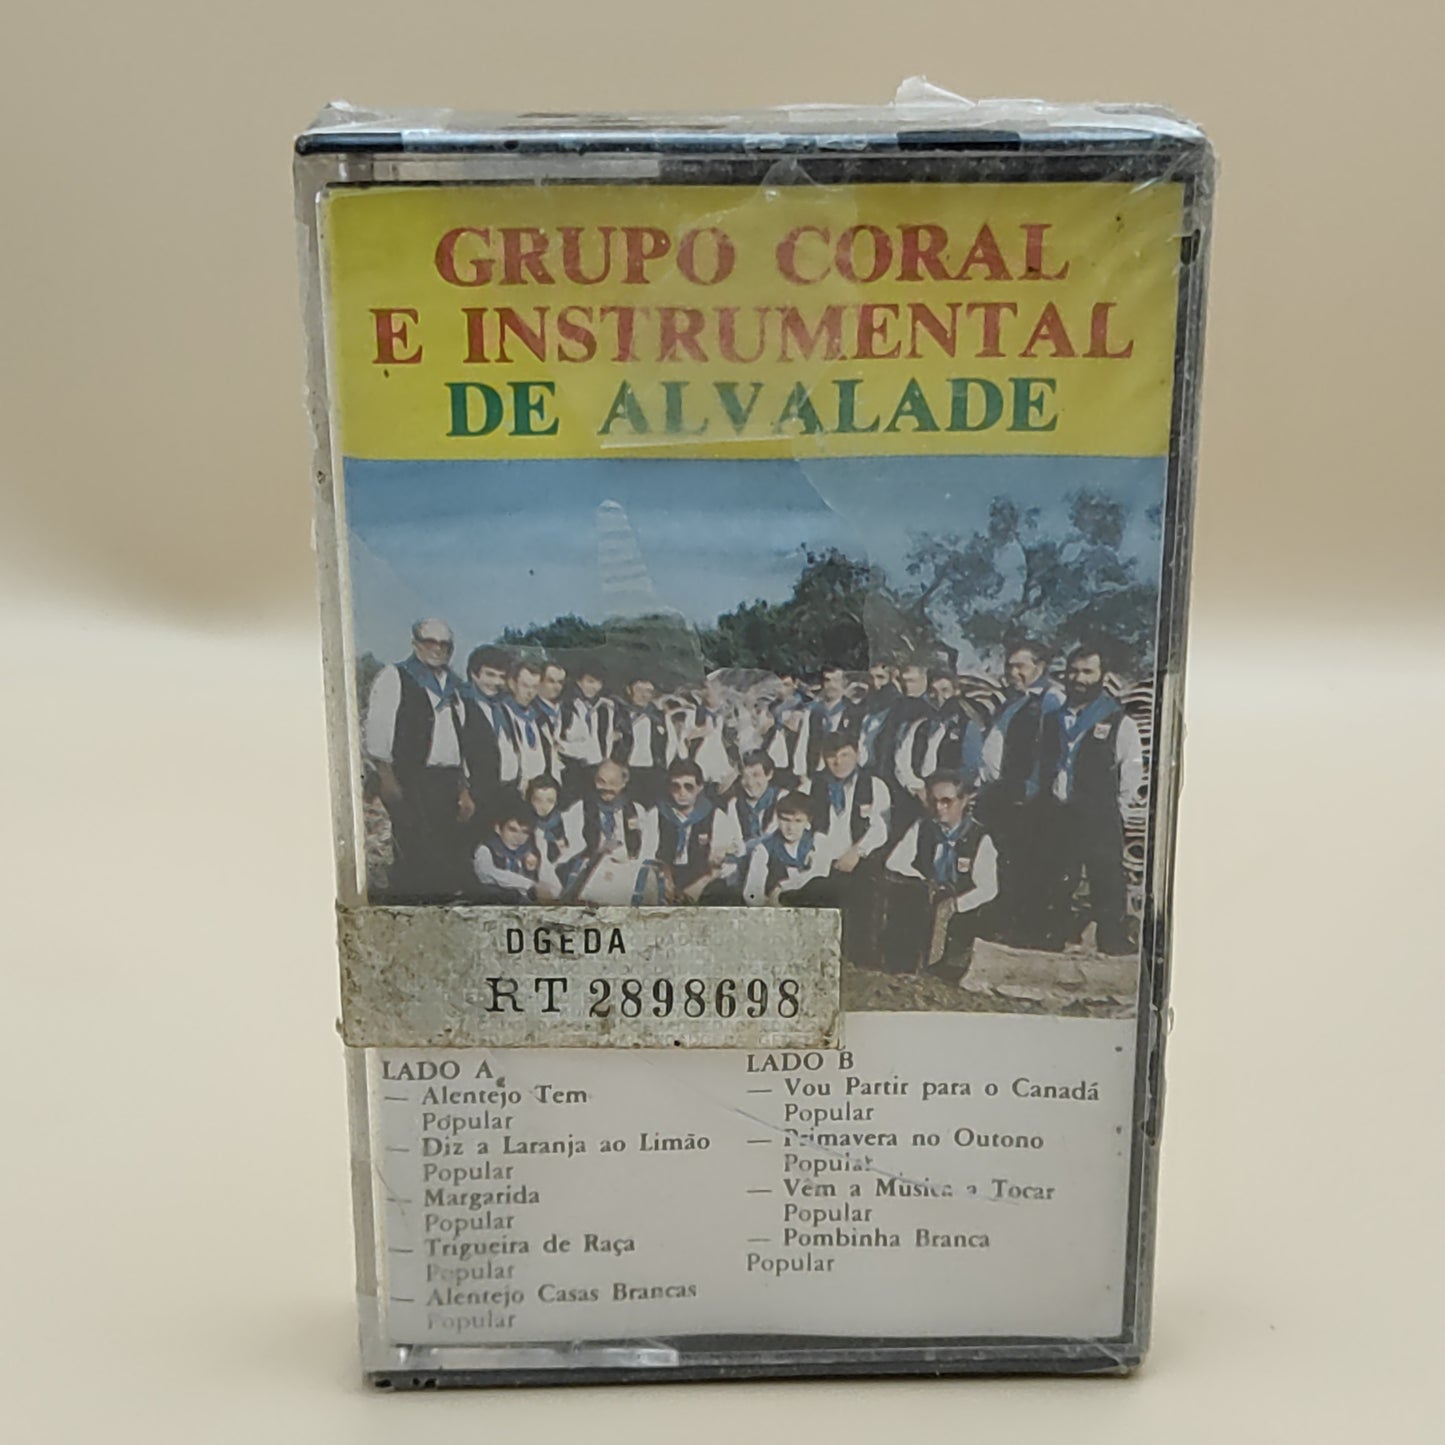 GRUPO CORAL
E INSTRUMENTAL
DE ALVALADE
DGEDA
RT 2898698
LADO A
— Alentejo Tem
Popular
— Diz a Laranja ao Limão
Popular
— Margarida
Popular
— Trigueira de Raça
Popular
— Alentejo Casas Brancas
Popular
LADO B
— Vou Partir para o Canadá
Popular
— Primavera no Outono
Popular
— Vêm a Música a Tocar
Popular
— Pombinha Branca
Popular